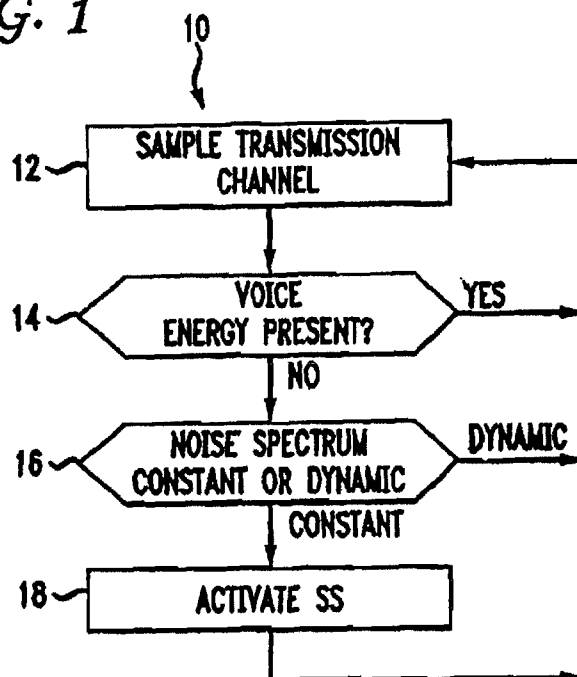 G. 1
10
12
SAMPLE TRANSMISSION
CHANNEL
14
VOICE
ENERGY PRESENT?
YES
NO
16
NOISE SPECTRUM
CONSTANT OR DYNAMIC
DYNAMIC
CONSTANT
18
ACTIVATE SS